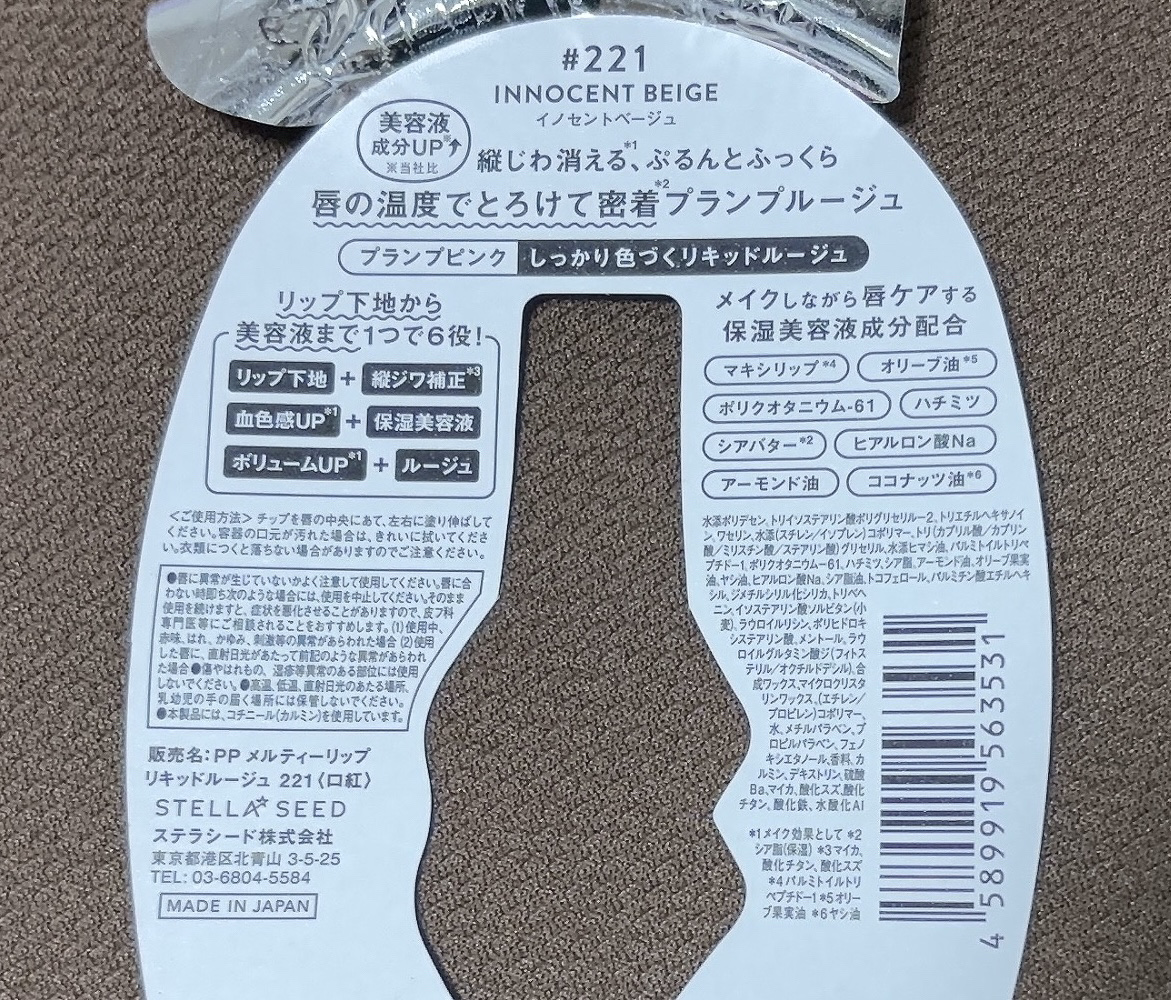 #221
INNOCENT BEIGE
イノセントベージュ
美容液
成分UP※↑
※当社比
縦じわ消える*1、ぷるんとふっくら
唇の温度でとろけて密着*2プランプルージュ
プランプピンク しっかり色づくリキッドルージュ
リップ下地から
美容液まで1つで6役!
リップ下地 + 縦ジワ補正*3
血色感UP*1 + 保湿美容液
ボリュームUP*1 + ルージュ
<ご使用方法> チップを唇の中央にあて、左右に塗り伸ばして
ください。容器の口元が汚れた場合は、きれいに拭いてくださ
い。衣類につくと落ちない場合がありますのでご注意ください。
●唇に異常が生じていないかよく注意して使用してください。唇に合
わない時即ち次のような場合には、使用を中止してください。そのまま
使用を続けますと、症状を悪化させることがありますので、皮フ科
専門医等にご相談されることをおすすめします。(1)使用中、
赤味、はれ、かゆみ、刺激等の異常があらわれた場合 (2)使用
した唇に、直射日光があたって前記のような異常があらわれ
た場合 ●傷やはれもの、湿疹等異常のある部位には使用
しないでください。●高温、低温、直射日光のあたる場所、
乳幼児の手の届く場所には保管しないでください。
●本製品には、コチニール(カルミン)を使用しています。
販売名:PP メルティーリップ
リキッドルージュ 221〈口紅〉
STELLA SEED
ステラシード株式会社
東京都港区北青山 3-5-25
TEL: 03-6804-5584
MADE IN JAPAN
メイクしながら唇ケアする
保湿美容液成分配合
マキシリップ*4 オリーブ油*5
ポリクオタニウム-61 ハチミツ
シアバター*2 ヒアルロン酸Na
アーモンド油 ココナッツ油*6
水添ポリデセン、トリイソステアリン酸ポリグリセリル-2、トリエチルヘキサノイ
ン、ワセリン、水添(スチレン/イソプレン)コポリマー、トリ(カプリル酸/カプリン
酸/ミリスチン酸/ステアリン酸)グリセリル、水添ヒマシ油、パルミトイルトリペ
プチド-1、ポリクオタニウム-61、ハチミツ、シア脂、アーモンド油、オリーブ果実
油、ヤシ油、ヒアルロン酸Na、シア脂油、トコフェロール、パルミチン酸エチルヘキ
シル、ジメチルシリル化シリカ、トリベヘ
ニン、イソステアリン酸ソルビタン(小
麦)、ラウロイルリシン、ポリヒドロキ
システアリン酸、メントール、ラウ
ロイルグルタミン酸ジ(フィトス
テリル/オクチルドデシル)、合
成ワックス、マイクロクリスタ
リンワックス、(エチレン/
プロピレン)コポリマー、
水、メチルパラベン、プ
ロピルパラベン、フェノ
キシエタノール、香料、カ
ルミン、デキストリン、硫酸
Ba、マイカ、酸化スズ、酸化
チタン、酸化鉄、水酸化Al
*1メイク効果として *2
シア脂(保湿) *3マイカ、
酸化チタン、酸化スズ
*4パルミトイルトリ
ペプチド-1 *5オリー
ブ果実油 *6ヤシ油
4 589919 563531